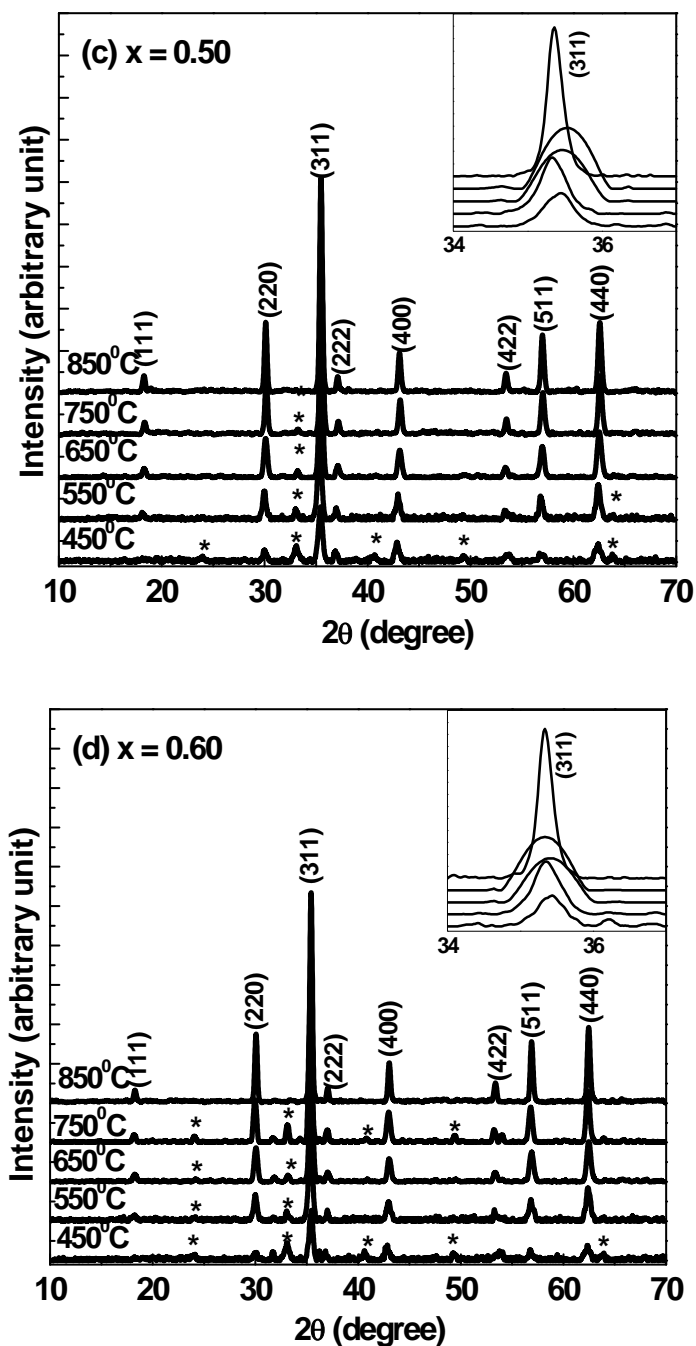 (c) x = 0.50
(311)
34
36
Intensity (arbitrary unit)
(111)
(220)
(311)
(222)
(400)
(422)
(511)
(440)
850⁰C
*
750⁰C
*
650⁰C
*
550⁰C
* *
450⁰C
* * * * *
10 20 30 40 50 60 70
2θ (degree)
(d) x = 0.60
(311)
34
36
Intensity (arbitrary unit)
(111)
(220)
(311)
(222)
(400)
(422)
(511)
(440)
850⁰C
750⁰C
* * * *
650⁰C
* *
550⁰C
* *
450⁰C
* * * * *
10 20 30 40 50 60 70
2θ (degree)